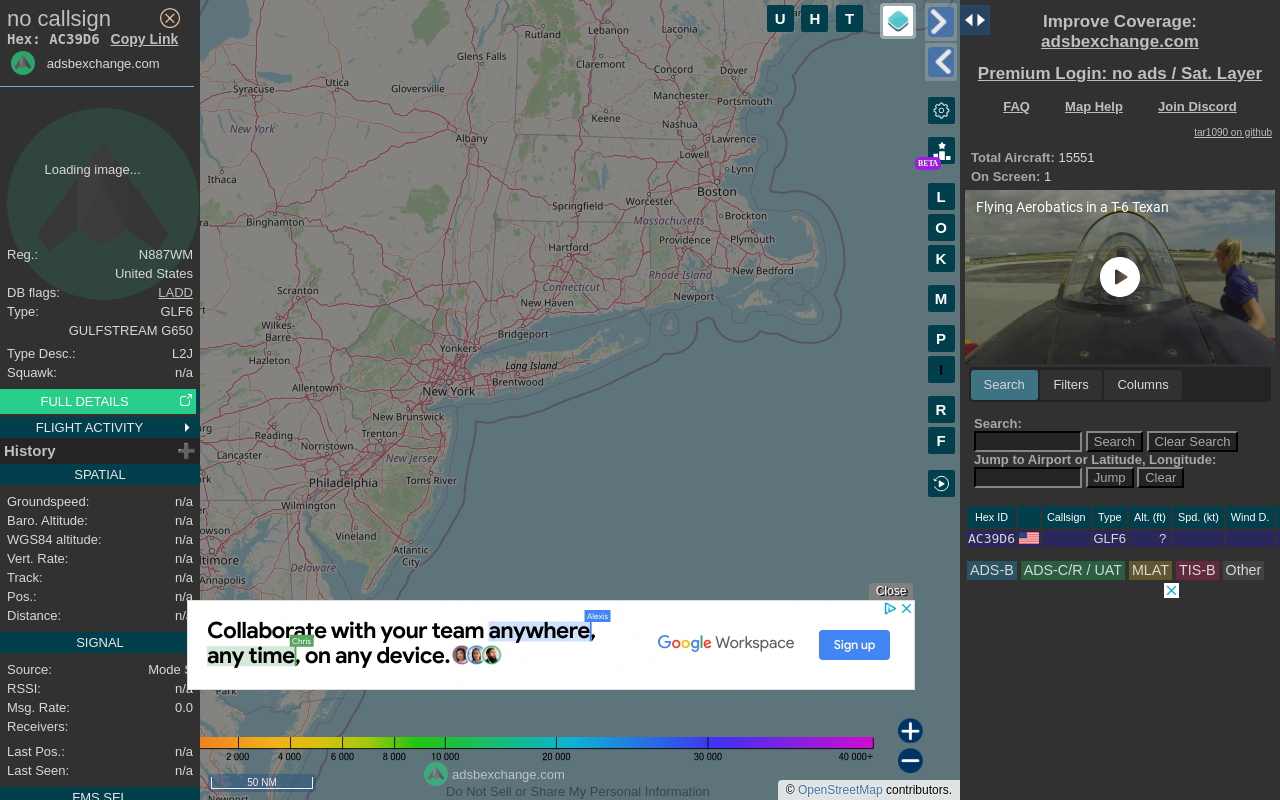 no callsign
Hex: AC39D6 Copy Link
adsbexchange.com
Loading image...
Reg.: N887WM
United States
DB flags: LADD
Type: GLF6
GULFSTREAM G650
Type Desc.: L2J
Squawk: n/a
FULL DETAILS
FLIGHT ACTIVITY
History
SPATIAL
Groundspeed: n/a
Baro. Altitude: n/a
WGS84 altitude: n/a
Vert. Rate: n/a
Track: n/a
Pos.: n/a
Distance: n/a
SIGNAL
Source: Mode S
RSSI: n/a
Msg. Rate: 0.0
Receivers:
Last Pos.: n/a
Last Seen: n/a
FMS SEL
U H T
BETA
L
O
K
M
P
I
R
F
Rutland
Lebanon
Laconia
Glens Falls
Claremont
Concord
Dover
Utica
Gloversville
Syracuse
Manchester
Portsmouth
Keene
New York
Albany
Nashua
Lawrence
Lowell
Lynn
Ithaca
Boston
Springfield
Worcester
Binghamton
Massachusetts
Brockton
Hartford
Providence
Plymouth
Rhode Island
New Bedford
Scranton
Connecticut
New Haven
Newport
Wilkes-
Barre
Bridgeport
Yonkers
Hazleton
Long Island
Allentown
Brentwood
New York
New Brunswick
Reading
Trenton
Norristown
Lancaster
New Jersey
Philadelphia
Toms River
Wilmington
Vineland
Atlantic
City
Annapolis
Delaware
Park
Newport
Close
Collaborate with your team anywhere,
any time, on any device.
Alexis
Chris
Google Workspace
Sign up
2 000 4 000 6 000 8 000 10 000 20 000 30 000 40 000+
50 NM
adsbexchange.com
Do Not Sell or Share My Personal Information
© OpenStreetMap contributors.
Improve Coverage:
adsbexchange.com
Premium Login: no ads / Sat. Layer
FAQ Map Help Join Discord
tar1090 on github
Total Aircraft: 15551
On Screen: 1
Flying Aerobatics in a T-6 Texan
Search Filters Columns
Search:
Search Clear Search
Jump to Airport or Latitude, Longitude:
Jump Clear
Hex ID Callsign Type Alt. (ft) Spd. (kt) Wind D.
AC39D6 GLF6 ?
ADS-B ADS-C/R / UAT MLAT TIS-B Other